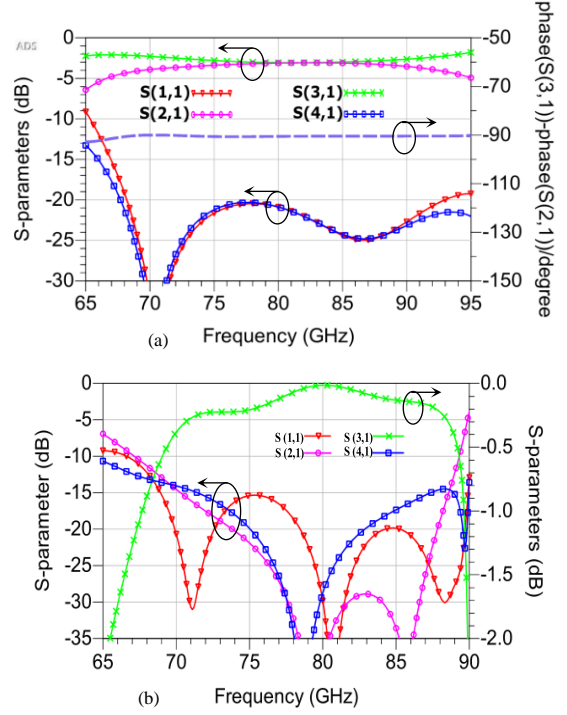 ADS
0
-5
-10
-15
-20
-25
-30
S-parameters (dB)
S(1,1)
S(3,1)
S(2,1)
S(4,1)
-50
-70
-90
-110
-130
-150
phase(S(3,1))-phase(S(2,1))/degree
65 70 75 80 85 90 95
Frequency (GHz)
(a)
0
-5
-10
-15
-20
-25
-30
-35
S-parameter (dB)
S (1,1) S (3,1)
S (2,1) S (4,1)
0.0
-0.5
-1.0
-1.5
-2.0
S-parameters (dB)
65 70 75 80 85 90
Frequency (GHz)
(b)